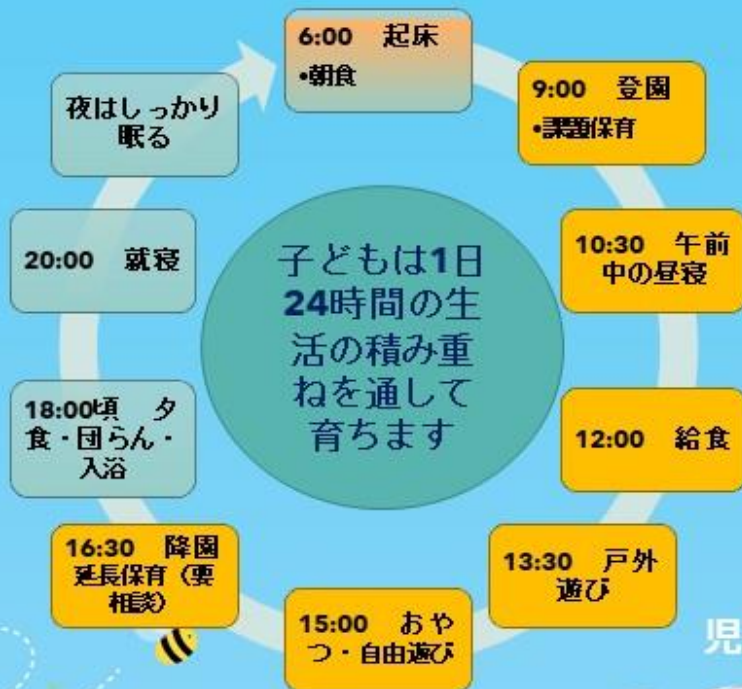 6:00　起床
•朝食
9:00　登園
•課題保育
10:30　午前
中の昼寝
12:00　給食
13:30　戸外
遊び
15:00　おや
つ・自由遊び
16:30　降園
延長保育（要
相談）
18:00頃　夕
食・団らん・
入浴
20:00　就寝
夜はしっかり
眠る
子どもは1日
24時間の生
活の積み重
ねを通して
育ちます
児